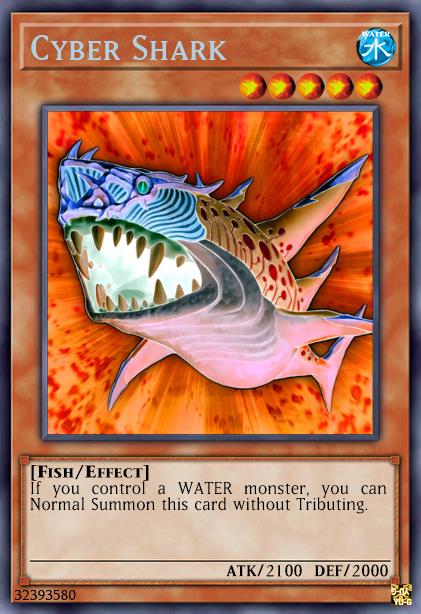 Cyber Shark
WATER
水
[Fish/Effect]
If you control a WATER monster, you can
Normal Summon this card without Tributing.
ATK/2100 DEF/2000
32393580